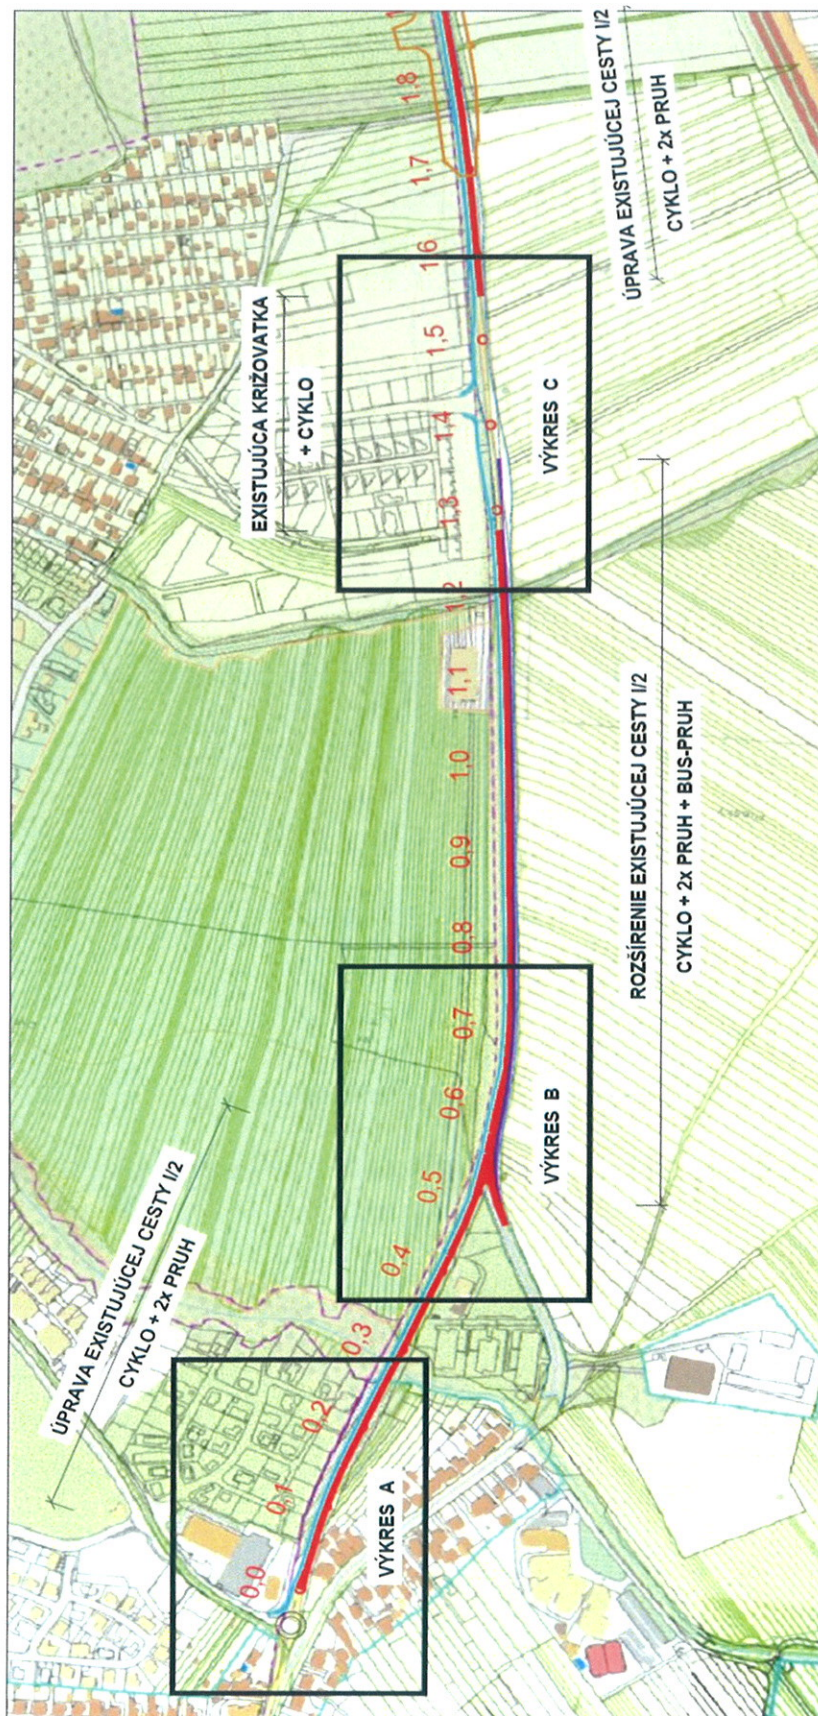 ÚPRAVA EXISTUJÚCEJ CESTY I/2
CYKLO + 2x PRUH
VÝKRES A
0,0
0,1
0,2
0,3
0,4
0,5
0,6
0,7
VÝKRES B
0,8
0,9
1,0
1,1
1,2
ROZŠÍRENIE EXISTUJÚCEJ CESTY I/2
CYKLO + 2x PRUH + BUS-PRUH
EXISTUJÚCA KRIŽOVATKA
+ CYKLO
1,3
1,4
1,5
1,6
VÝKRES C
1,7
1,8
ÚPRAVA EXISTUJÚCEJ CESTY I/2
CYKLO + 2x PRUH